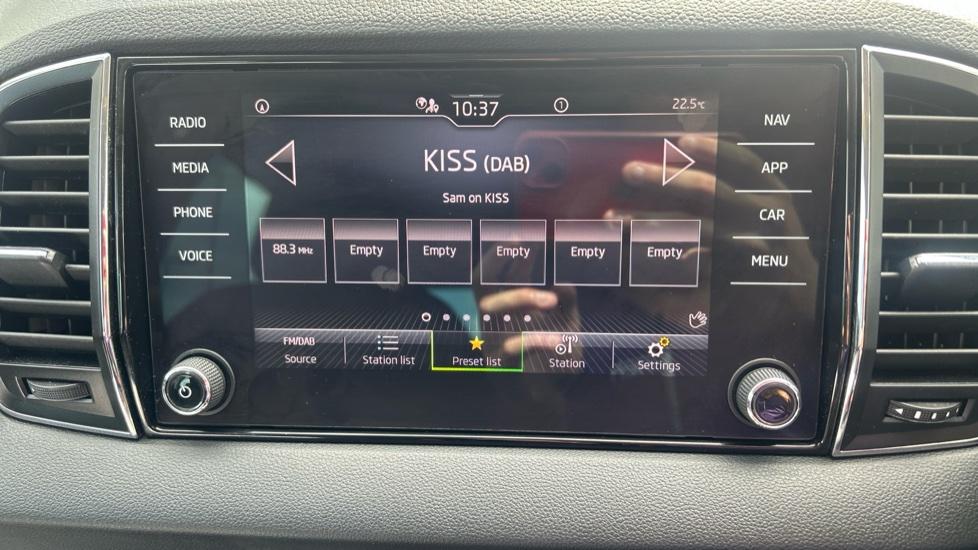 10:37
1
22.5°C
RADIO
MEDIA
PHONE
VOICE
KISS (DAB)
Sam on KISS
88.3 MHz
Empty
Empty
Empty
Empty
Empty
FM/DAB
Source
Station list
Preset list
Station
Settings
NAV
APP
CAR
MENU